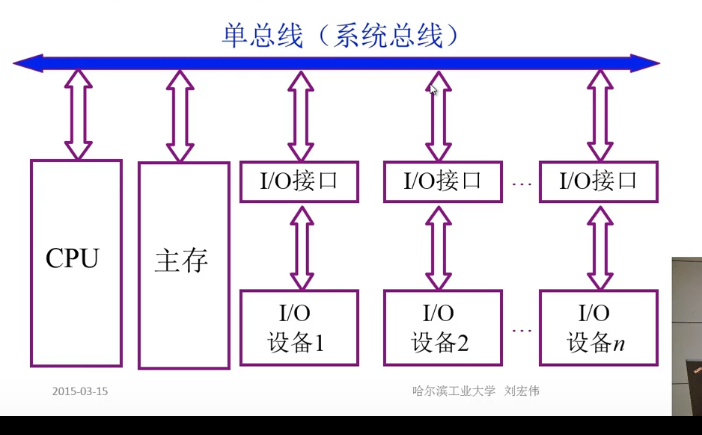 单总线（系统总线）
I/O接口
I/O接口
…
I/O接口
CPU
主存
I/O
设备1
I/O
设备2
…
I/O
设备n
2015-03-15
哈尔滨工业大学 刘宏伟